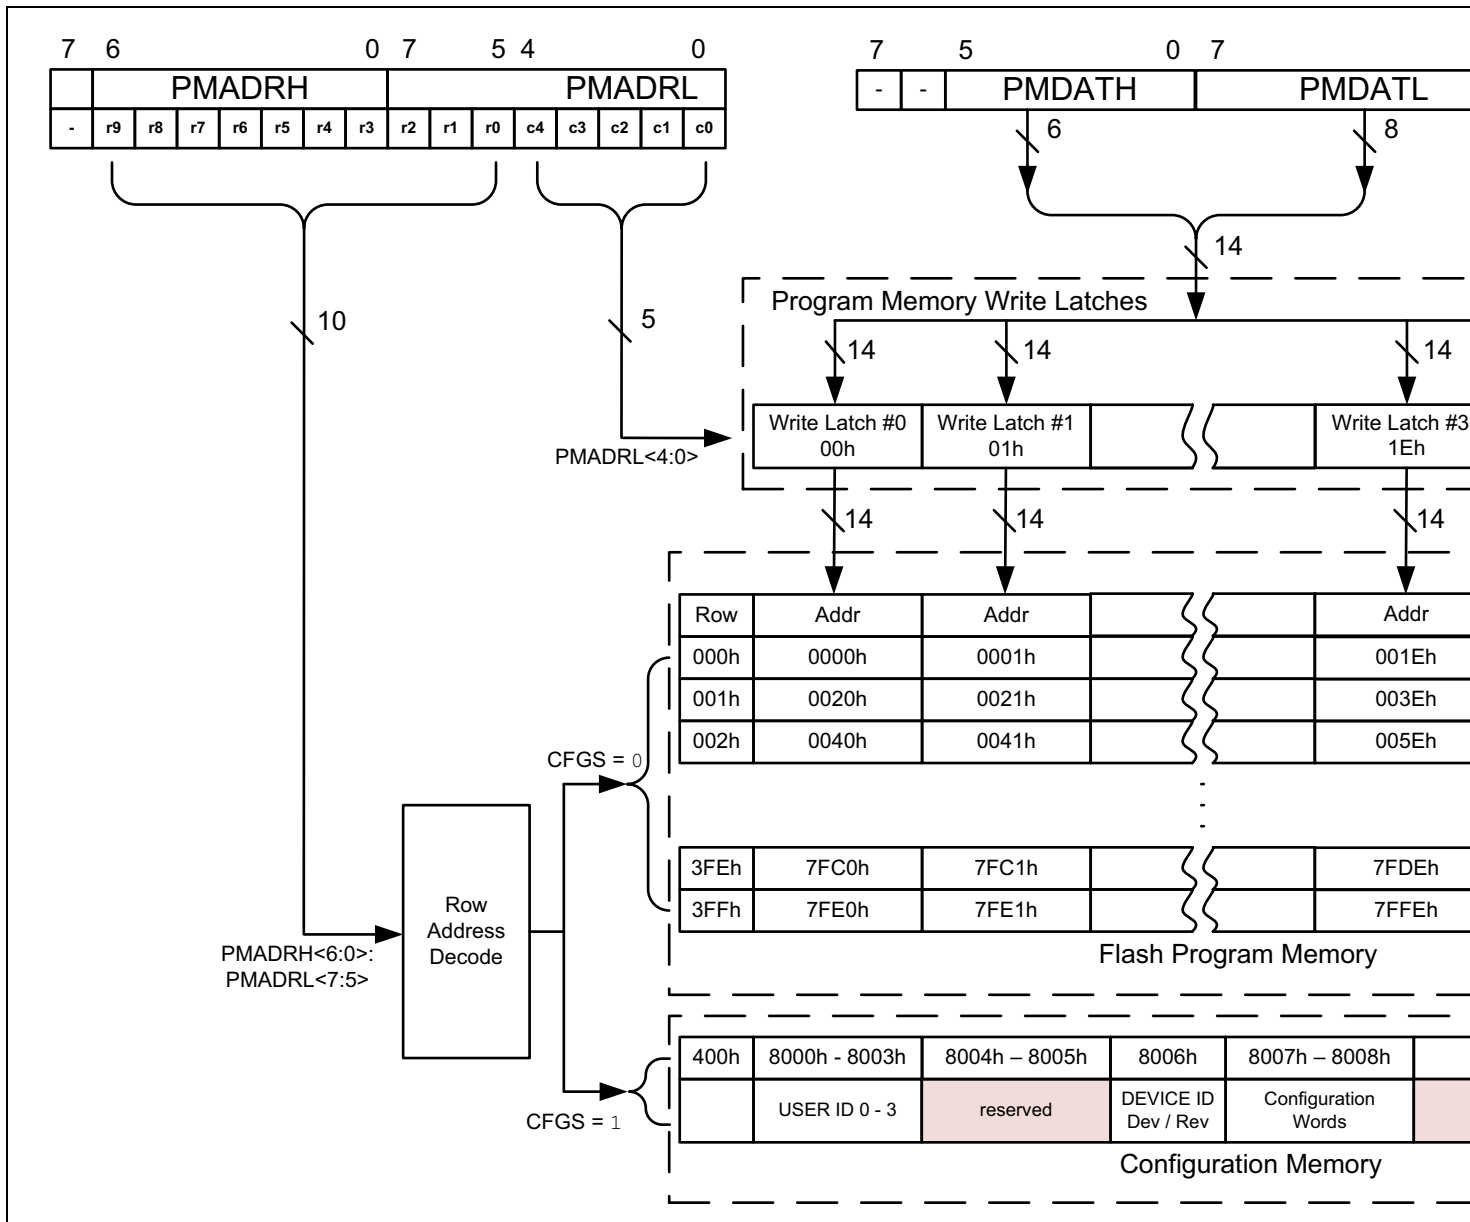 7 6 0 7 5 4 0
PMADRH PMADRL
- r9 r8 r7 r6 r5 r4 r3 r2 r1 r0 c4 c3 c2 c1 c0
7 5 0 7
- - PMDATH PMDATL
6 8
14
10
5
PMADRL<4:0>
Program Memory Write Latches
14 14 14
Write Latch #0 Write Latch #1 Write Latch #3
00h 01h 1Eh
14 14 14
Row Addr Addr Addr
000h 0000h 0001h 001Eh
001h 0020h 0021h 003Eh
002h 0040h 0041h 005Eh
CFGS = 0
3FEh 7FC0h 7FC1h 7FDEh
3FFh 7FE0h 7FE1h 7FFEh
Flash Program Memory
Row
Address
Decode
PMADRH<6:0>:
PMADRL<7:5>
400h 8000h - 8003h 8004h – 8005h 8006h 8007h – 8008h
USER ID 0 - 3 reserved DEVICE ID Configuration
Dev / Rev Words
CFGS = 1
Configuration Memory